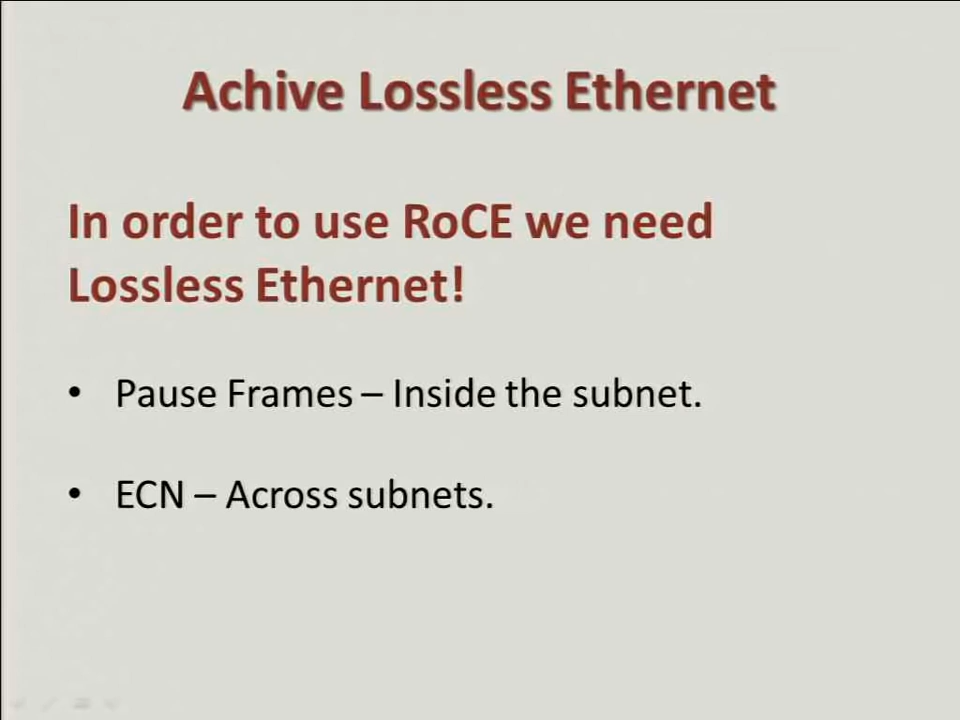 Achive Lossless Ethernet
In order to use RoCE we need
Lossless Ethernet!
• Pause Frames – Inside the subnet.
• ECN – Across subnets.